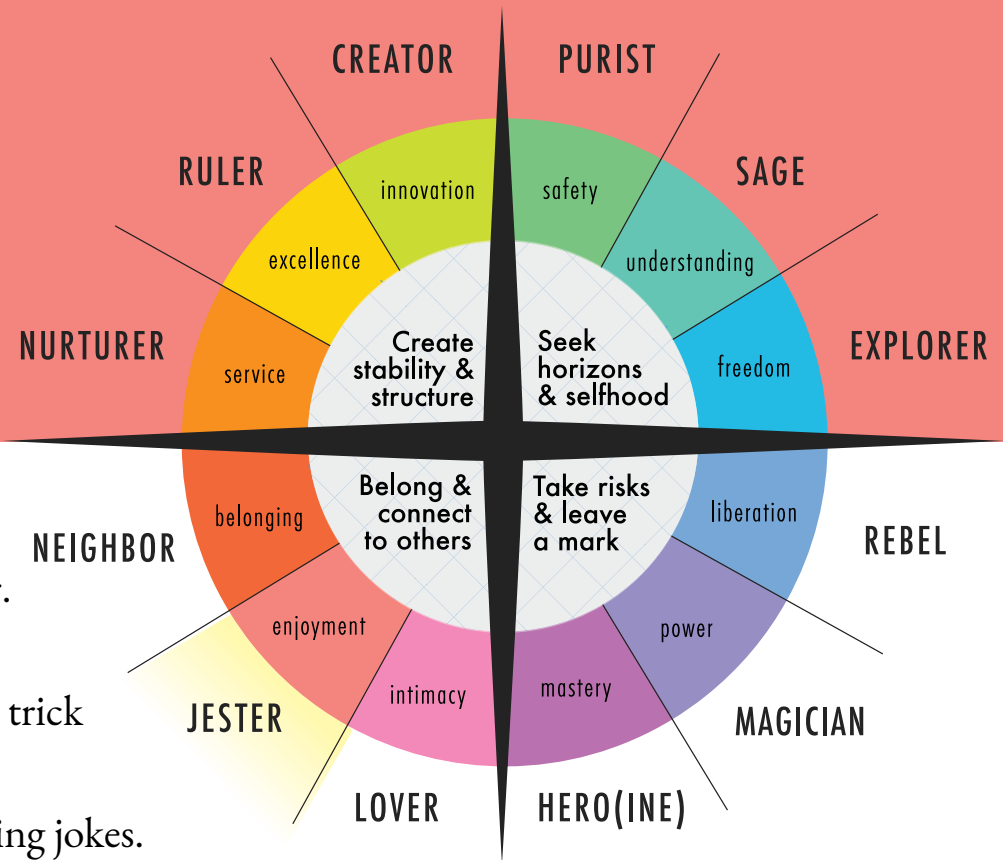 CREATOR
PURIST
RULER
SAGE
NURTURER
EXPLORER
innovation
safety
excellence
understanding
service
freedom
Create
stability &
structure
Seek
horizons
& selfhood
Belong &
connect
to others
Take risks
& leave
a mark
belonging
liberation
NEIGHBOR
REBEL
enjoyment
power
intimacy
mastery
trick
JESTER
MAGICIAN
LOVER
HERO(INE)
ing jokes.